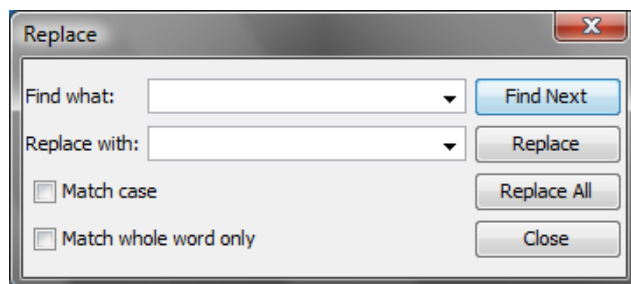 Replace
Find what:
Find Next
Replace with:
Replace
Match case
Replace All
Match whole word only
Close